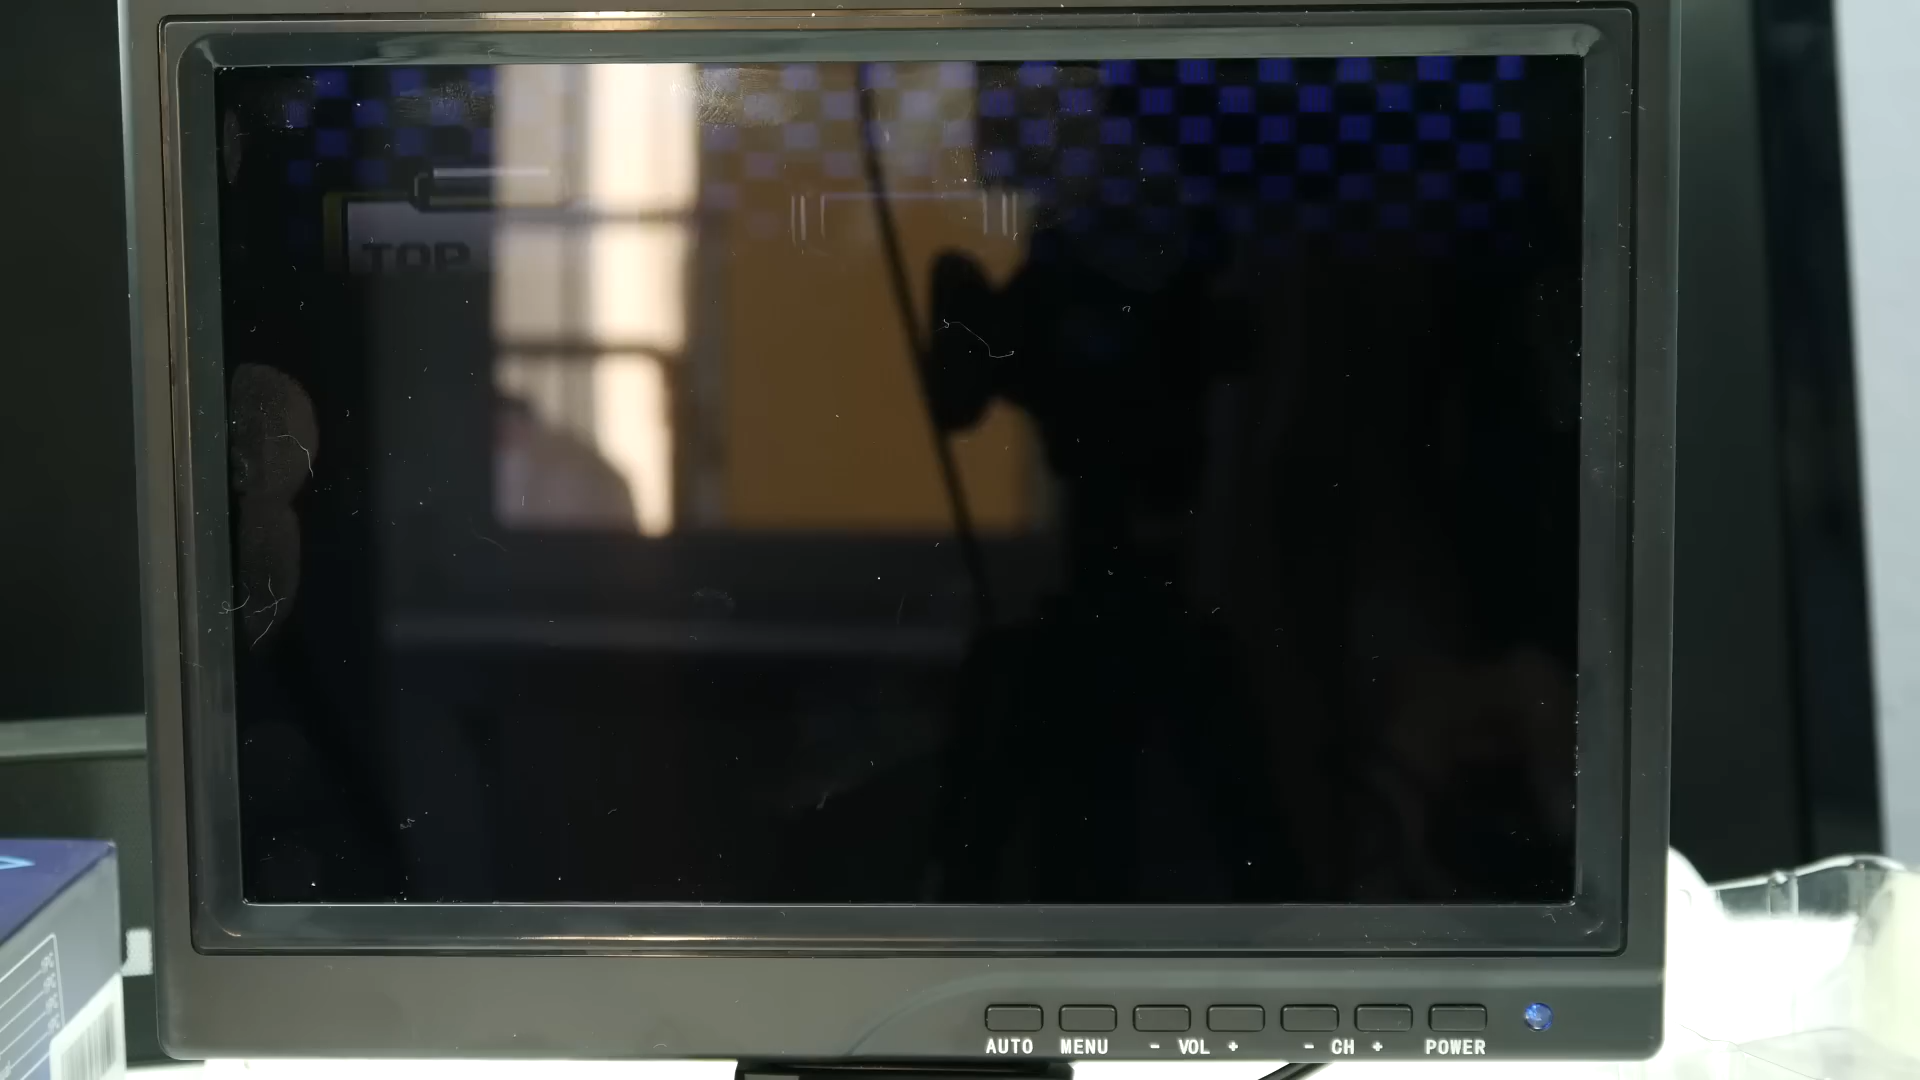 TOP
AUTO MENU - VOL + - CH + POWER